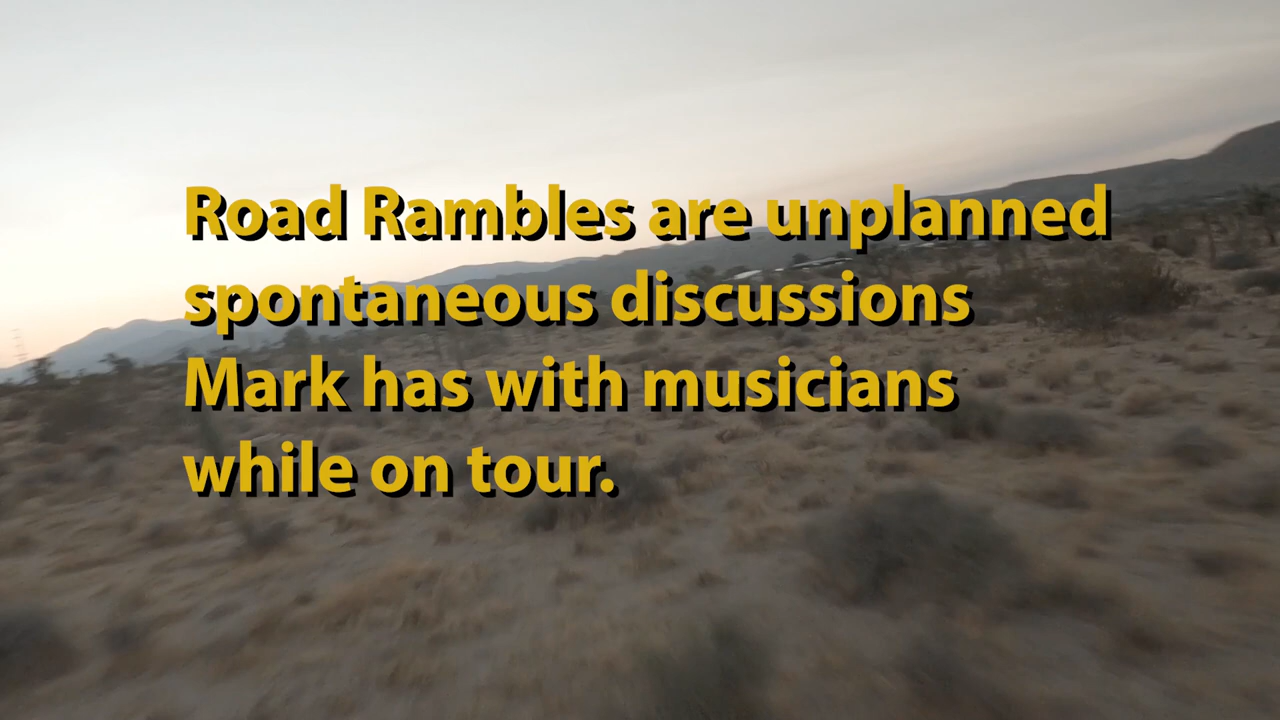 Road Rambles are unplanned
spontaneous discussions
Mark has with musicians
while on tour.